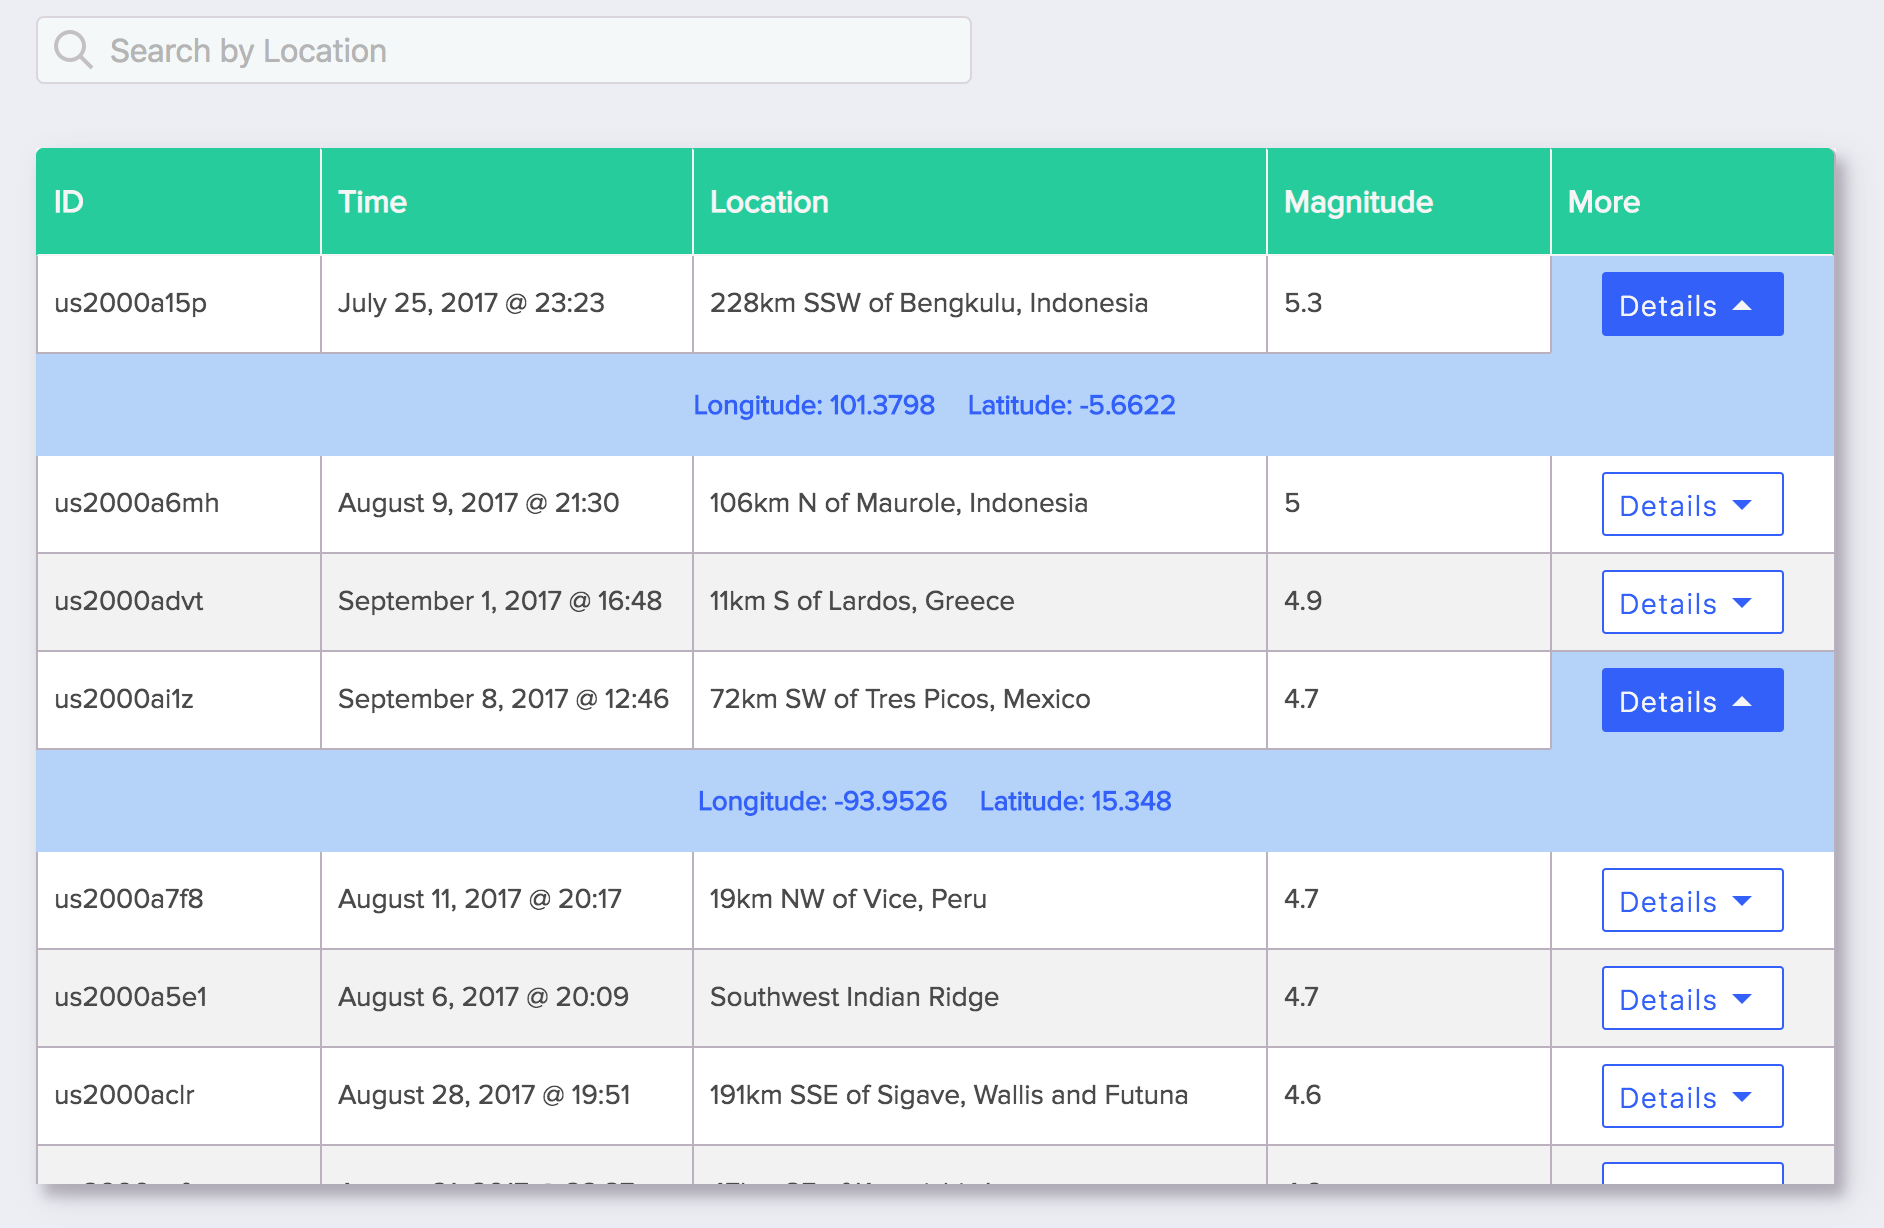 Search by Location
ID Time Location Magnitude More
us2000a15p July 25, 2017 @ 23:23 228km SSW of Bengkulu, Indonesia 5.3 Details
Longitude: 101.3798 Latitude: -5.6622
us2000a6mh August 9, 2017 @ 21:30 106km N of Maurole, Indonesia 5 Details
us2000advt September 1, 2017 @ 16:48 11km S of Lardos, Greece 4.9 Details
us2000ai1z September 8, 2017 @ 12:46 72km SW of Tres Picos, Mexico 4.7 Details
Longitude: -93.9526 Latitude: 15.348
us2000a7f8 August 11, 2017 @ 20:17 19km NW of Vice, Peru 4.7 Details
us2000a5e1 August 6, 2017 @ 20:09 Southwest Indian Ridge 4.7 Details
us2000aclr August 28, 2017 @ 19:51 191km SSE of Sigave, Wallis and Futuna 4.6 Details